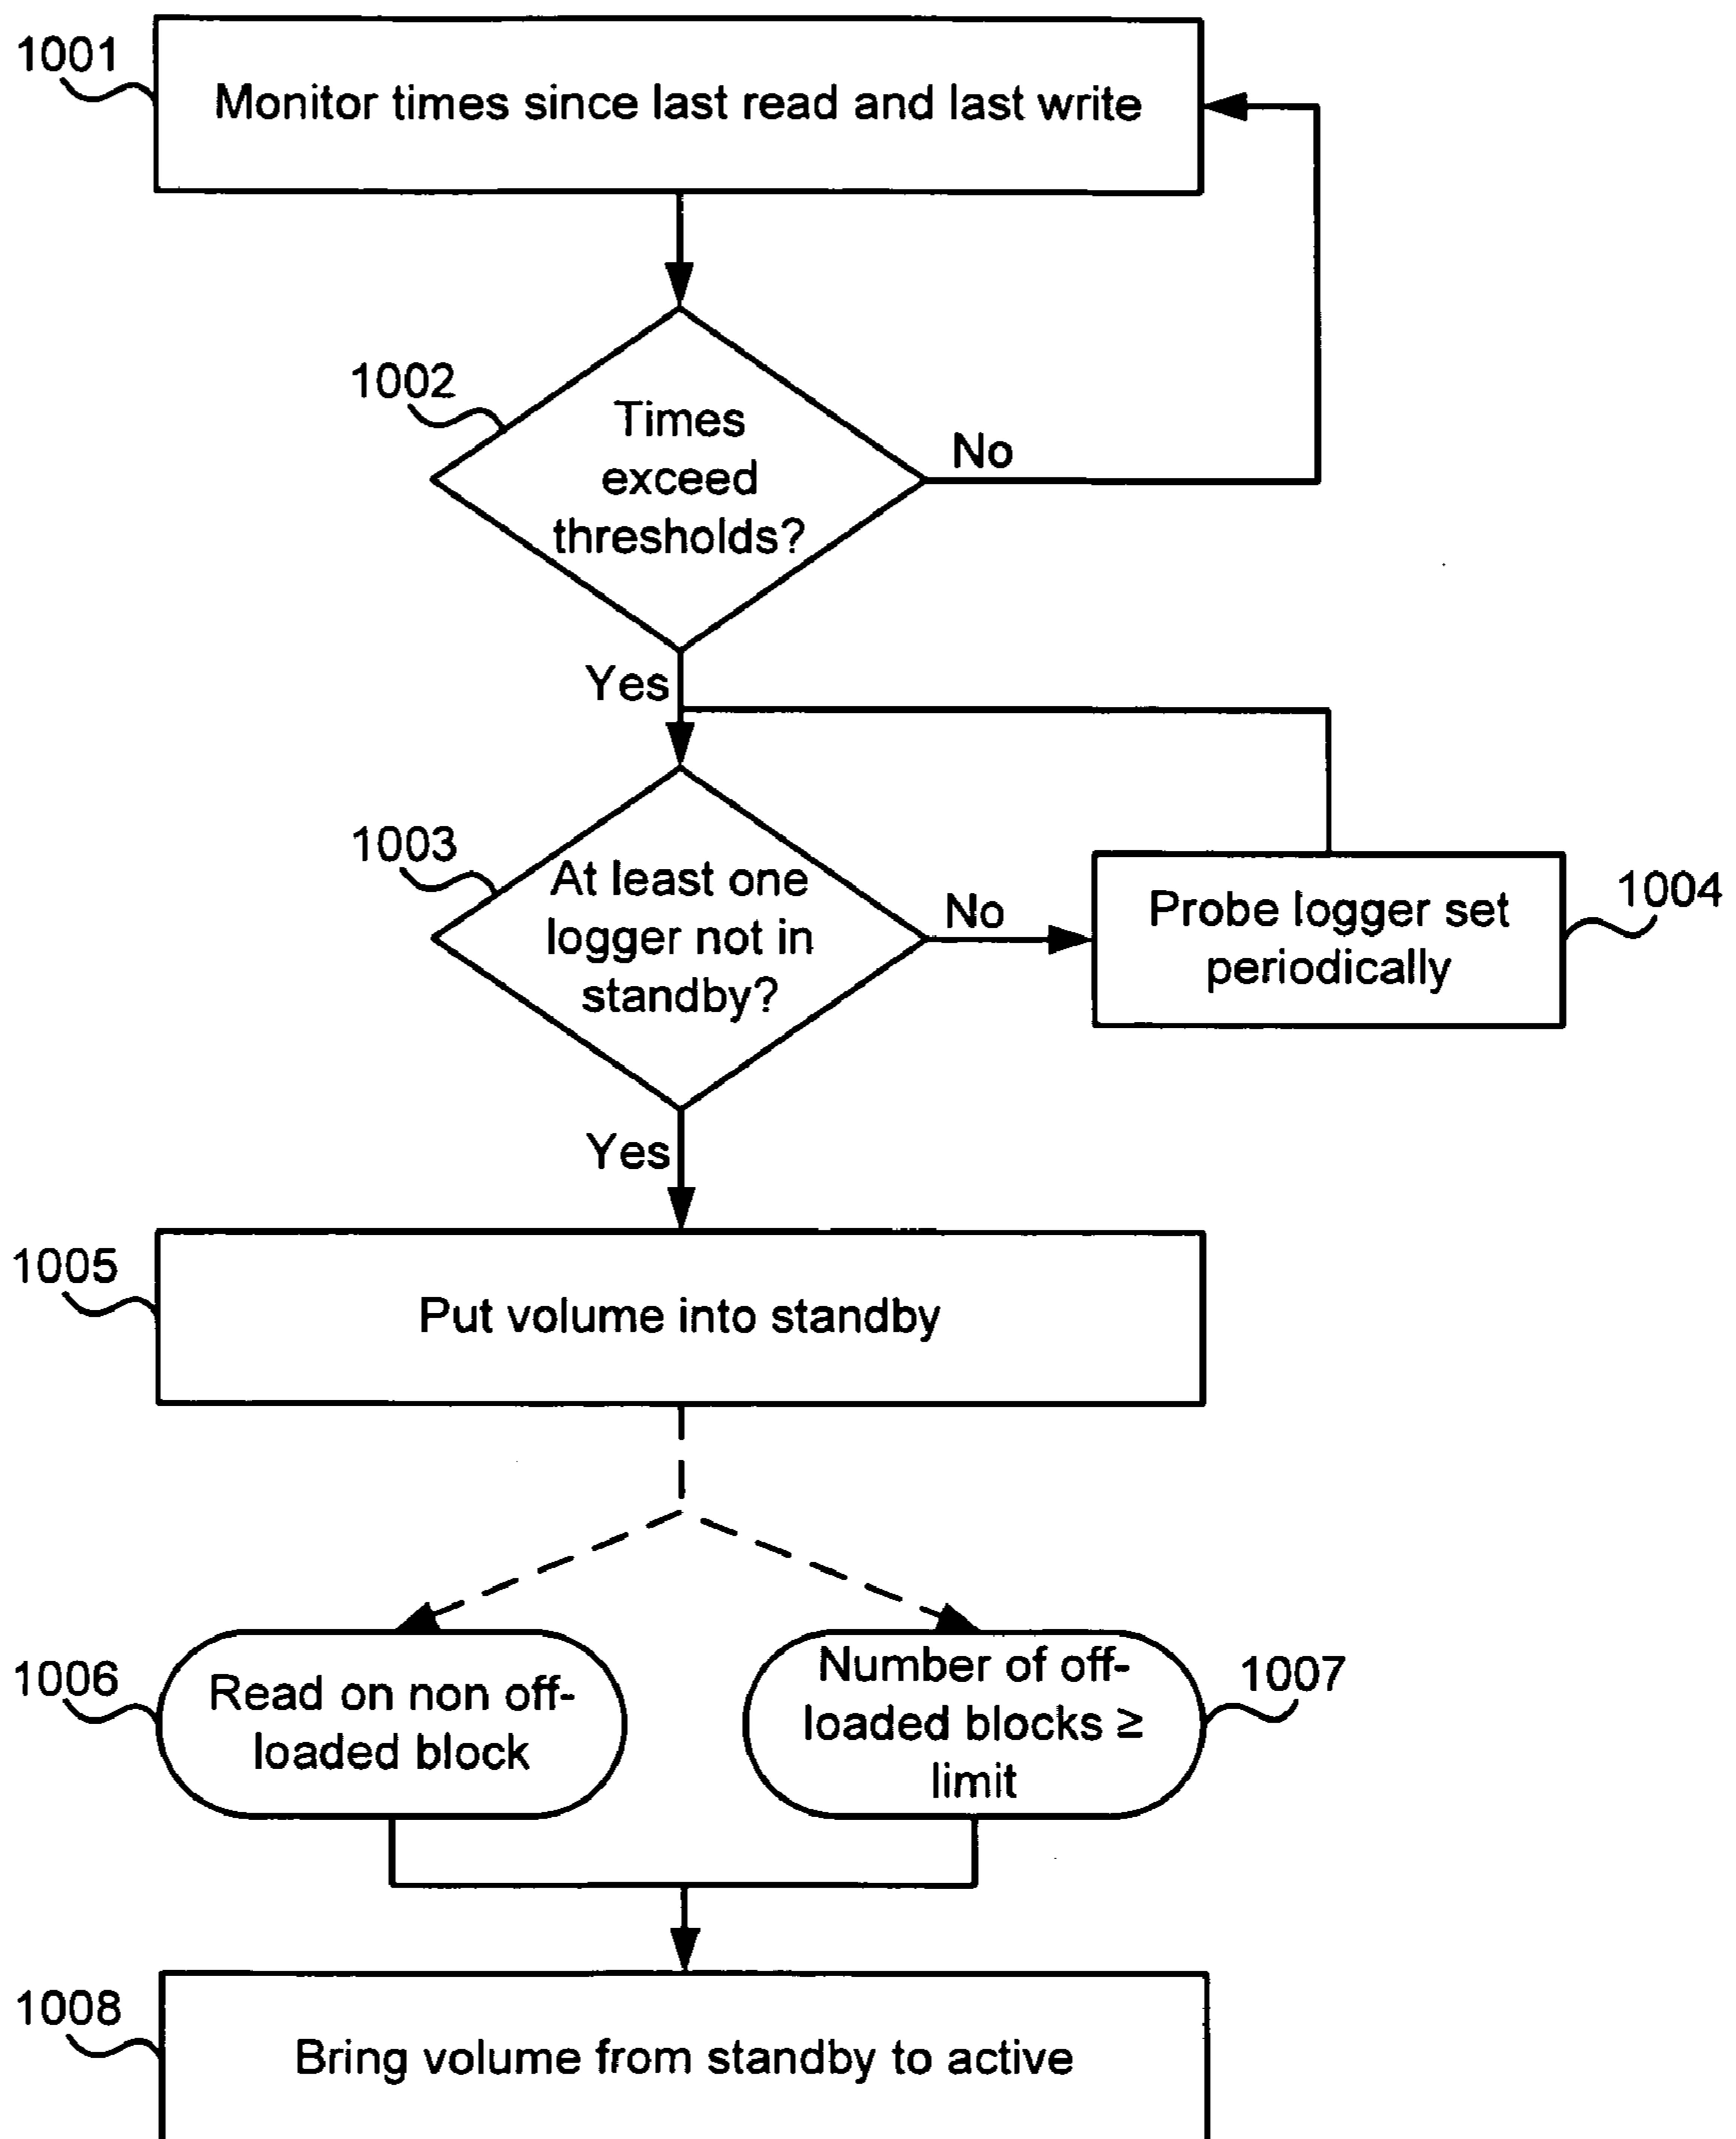 1001
Monitor times since last read and last write
1002
Times
exceed
thresholds?
No
Yes
1003
At least one
logger not in
standby?
No
Probe logger set
periodically
1004
Yes
1005
Put volume into standby
1006
Read on non off-
loaded block
Number of off-
loaded blocks ≥
limit
1007
1008
Bring volume from standby to active